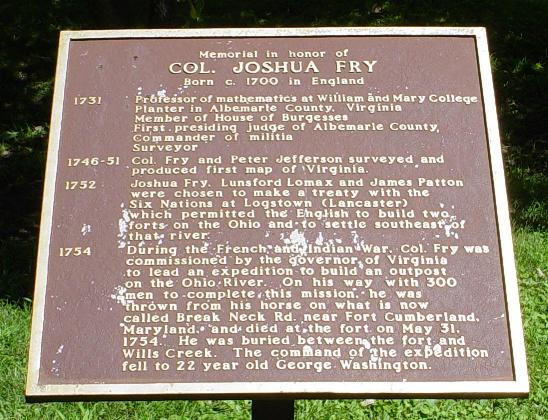 Memorial in honor of
COL. JOSHUA FRY
Born c. 1700 in England
1731 Professor of mathematics at William and Mary College
Planter in Albemarle County, Virginia
Member of House of Burgesses
First presiding judge of Albemarle County,
Commander of militia
Surveyor
1746-51 Col. Fry and Peter Jefferson surveyed and
produced first map of Virginia.
1752 Joshua Fry, Lunsford Lomax and James Patton
were chosen to make a treaty with the
Six Nations at Logstown (Lancaster)
which permitted the English to build two
forts on the Ohio and to settle southeast of
that river.
1754 During the French and Indian War, Col. Fry was
commissioned by the governor of Virginia
to lead an expedition to build an outpost
on the Ohio River. On his way with 300
men to complete this mission he was
thrown from his horse on what is now
called Break Neck Rd. near Fort Cumberland,
Maryland, and died at the fort on May 31,
1754. He was buried between the fort and
Wills Creek. The command of the expedition
fell to 22 year old George Washington.